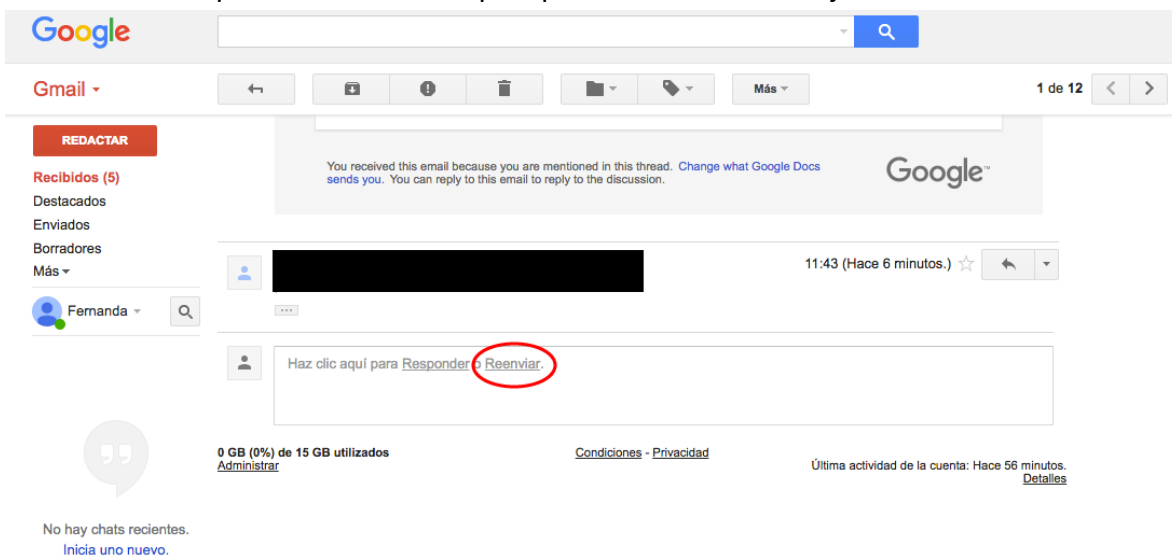 Google
Gmail
Más
1 de 12
REDACTAR
Recibidos (5)
Destacados
Enviados
Borradores
Más
Fernanda
You received this email because you are mentioned in this thread. Change what Google Docs
sends you. You can reply to this email to reply to the discussion.
Google™
11:43 (Hace 6 minutos.)
Haz clic aquí para Responder o Reenviar.
0 GB (0%) de 15 GB utilizados
Administrar
Condiciones - Privacidad
Última actividad de la cuenta: Hace 56 minutos.
Detalles
No hay chats recientes.
Inicia uno nuevo.